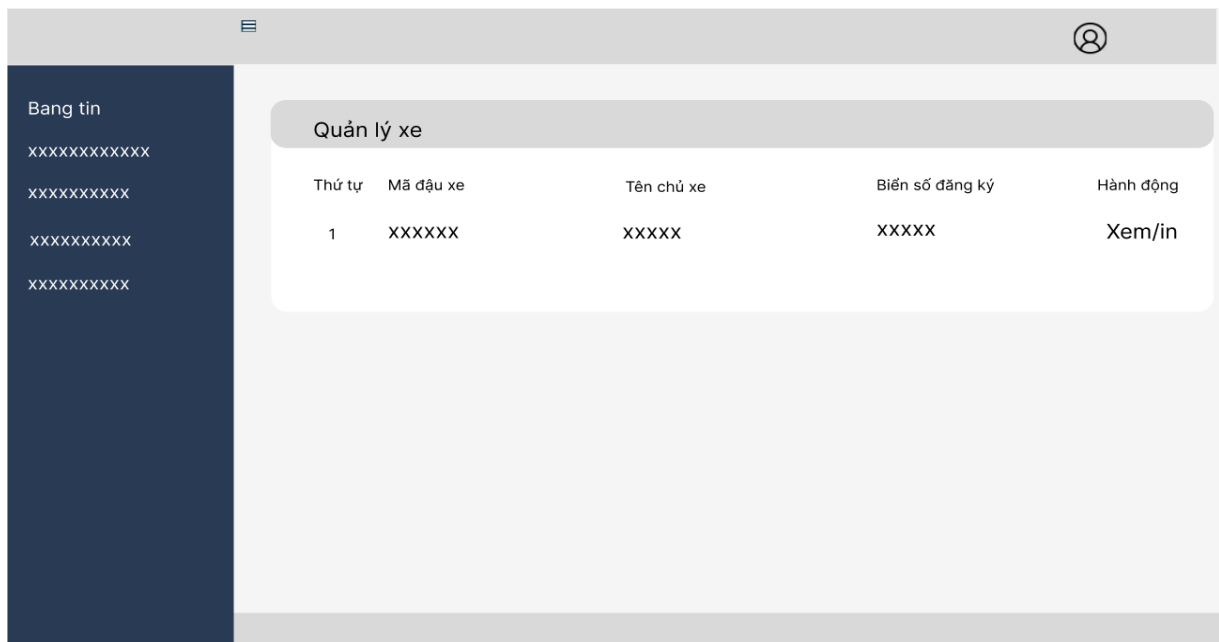 Bang tin
xxxxxxxxxxxx
xxxxxxxxxx
xxxxxxxxxx
xxxxxxxxxx
Quản lý xe
Thứ tự Mã đậu xe Tên chủ xe Biển số đăng ký Hành động
1 xxxxxx xxxxx xxxxx Xem/in